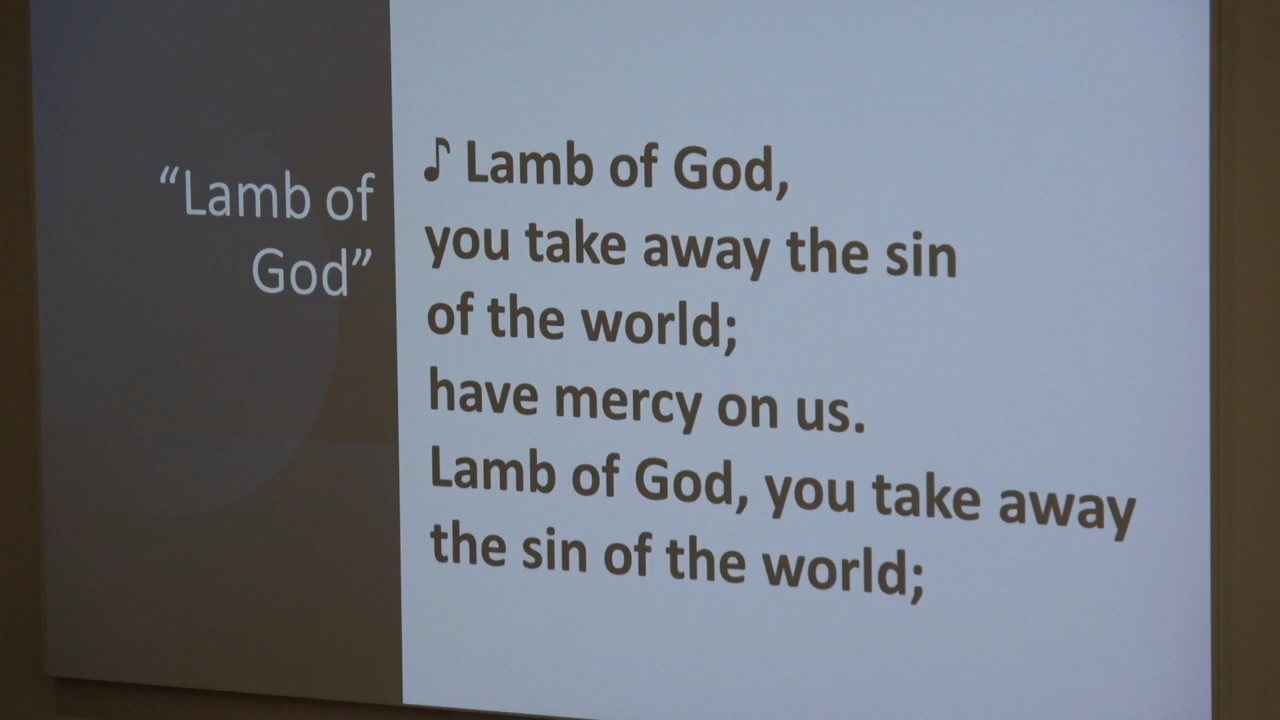 “Lamb of
God”
♪ Lamb of God,
you take away the sin
of the world;
have mercy on us.
Lamb of God, you take away
the sin of the world;